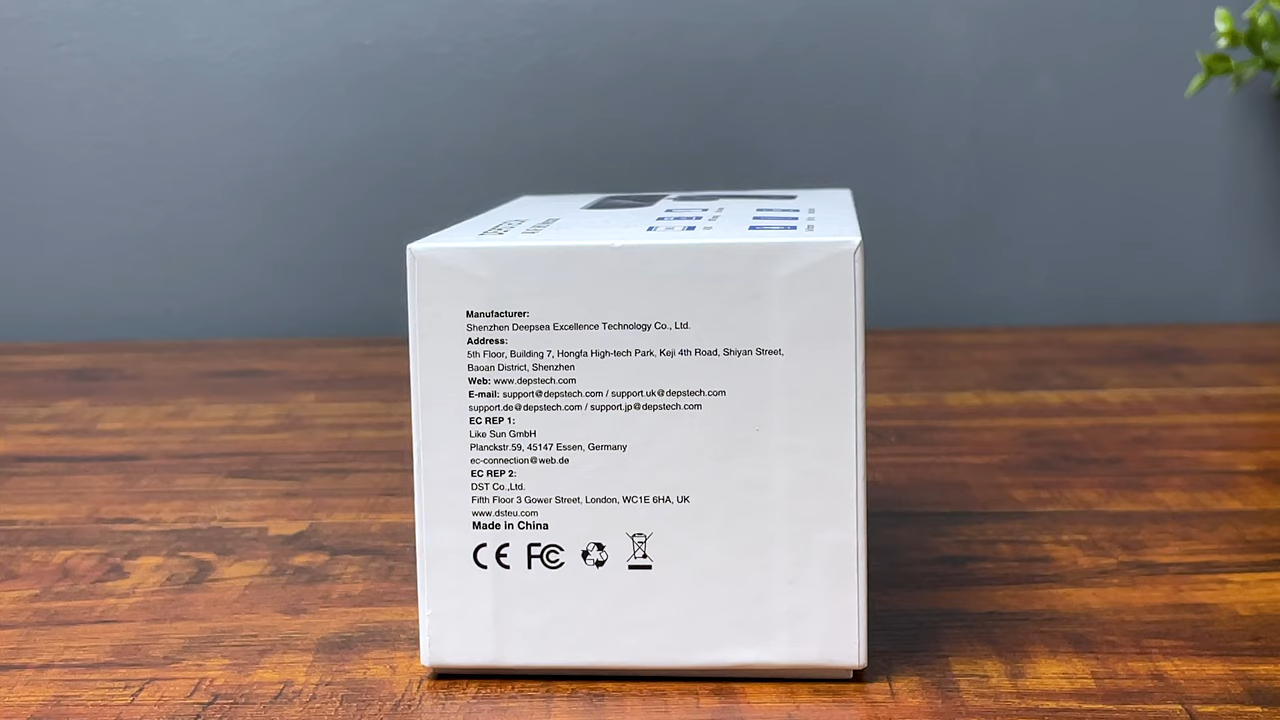 DEPSTECH
Manufacturer:
Shenzhen Deepsea Excellence Technology Co., Ltd.
Address:
5th Floor, Building 7, Hongfa High-tech Park, Keji 4th Road, Shiyan Street,
Baoan District, Shenzhen
Web: www.depstech.com
E-mail: support@depstech.com / support.uk@depstech.com
support.de@depstech.com / support.jp@depstech.com
EC REP 1:
Like Sun GmbH
Planckstr.59, 45147 Essen, Germany
ec-connection@web.de
EC REP 2:
DST Co.,Ltd.
Fifth Floor 3 Gower Street, London, WC1E 6HA, UK
www.dsteu.com
Made in China
CE FC